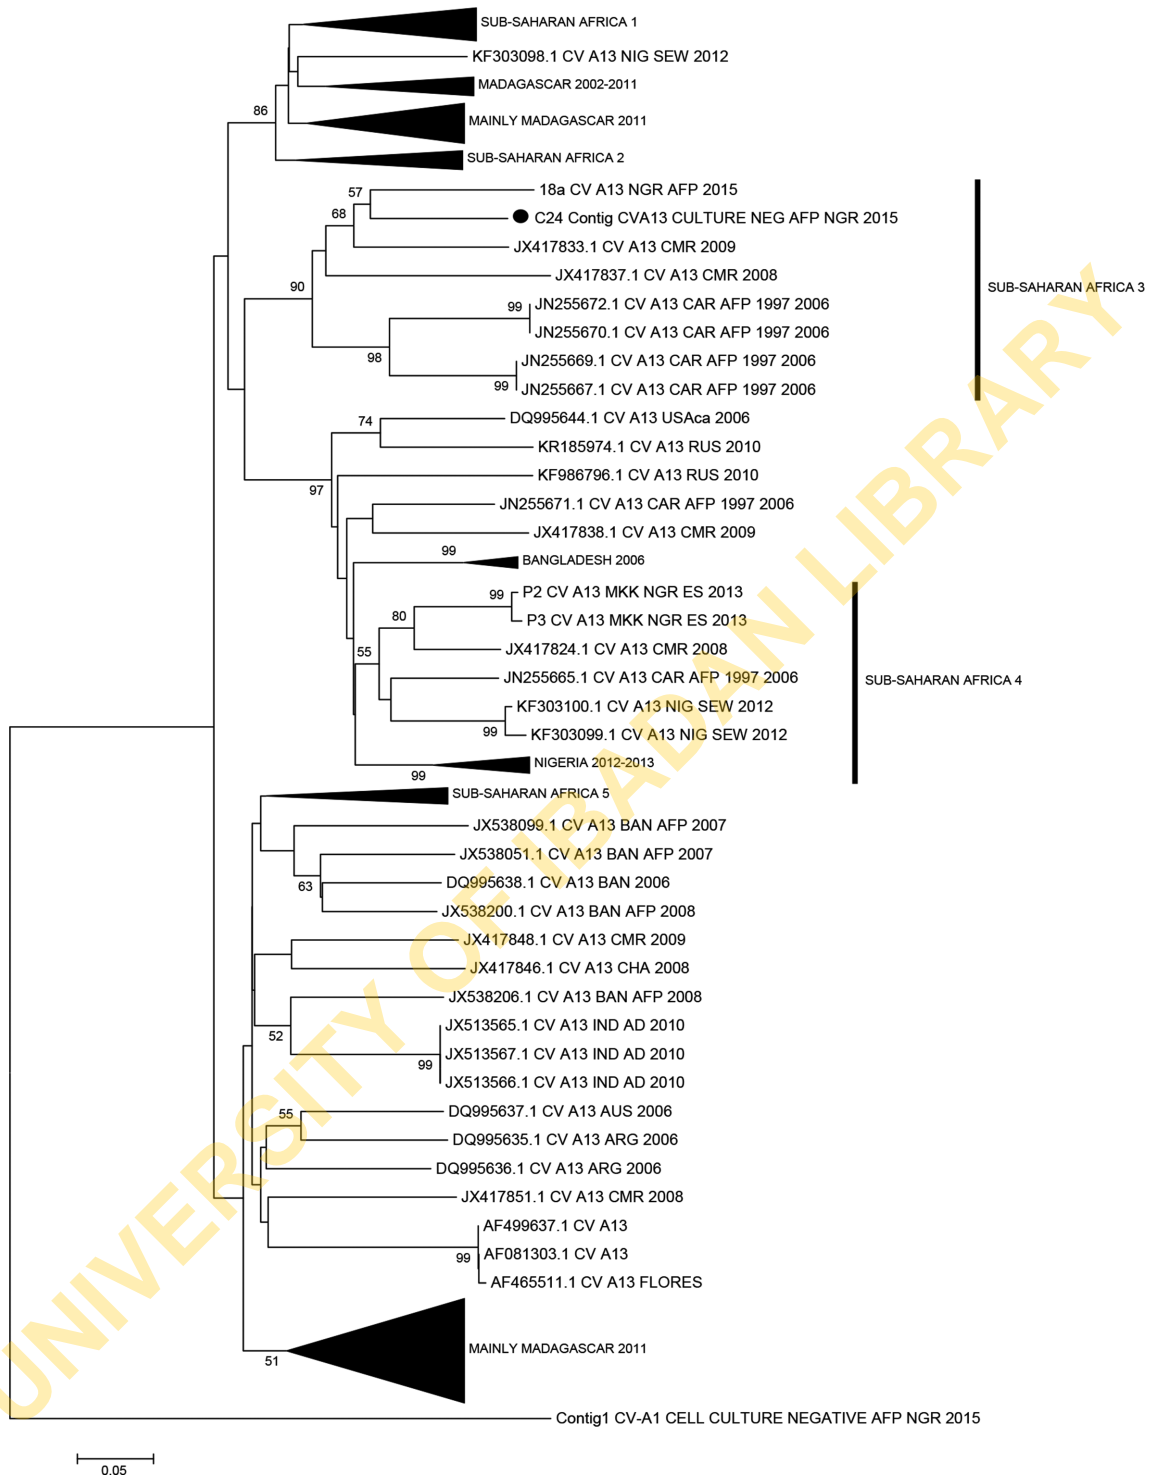 SUB-SAHARAN AFRICA 1
KF303098.1 CV A13 NIG SEW 2012
MADAGASCAR 2002-2011
MAINLY MADAGASCAR 2011
SUB-SAHARAN AFRICA 2
86
18a CV A13 NGR AFP 2015
C24 Contig CVA13 CULTURE NEG AFP NGR 2015
JX417833.1 CV A13 CMR 2009
JX417837.1 CV A13 CMR 2008
JN255672.1 CV A13 CAR AFP 1997 2006
JN255670.1 CV A13 CAR AFP 1997 2006
JN255669.1 CV A13 CAR AFP 1997 2006
JN255667.1 CV A13 CAR AFP 1997 2006
57
68
90
99
98
99
SUB-SAHARAN AFRICA 3
DQ995644.1 CV A13 USAca 2006
KR185974.1 CV A13 RUS 2010
KF986796.1 CV A13 RUS 2010
JN255671.1 CV A13 CAR AFP 1997 2006
JX417838.1 CV A13 CMR 2009
BANGLADESH 2006
74
97
99
P2 CV A13 MKK NGR ES 2013
P3 CV A13 MKK NGR ES 2013
JX417824.1 CV A13 CMR 2008
JN255665.1 CV A13 CAR AFP 1997 2006
KF303100.1 CV A13 NIG SEW 2012
KF303099.1 CV A13 NIG SEW 2012
NIGERIA 2012-2013
99
80
55
99
99
SUB-SAHARAN AFRICA 4
SUB-SAHARAN AFRICA 5
JX538099.1 CV A13 BAN AFP 2007
JX538051.1 CV A13 BAN AFP 2007
DQ995638.1 CV A13 BAN 2006
JX538200.1 CV A13 BAN AFP 2008
63
JX417848.1 CV A13 CMR 2009
JX417846.1 CV A13 CHA 2008
JX538206.1 CV A13 BAN AFP 2008
JX513565.1 CV A13 IND AD 2010
JX513567.1 CV A13 IND AD 2010
JX513566.1 CV A13 IND AD 2010
52
99
DQ995637.1 CV A13 AUS 2006
DQ995635.1 CV A13 ARG 2006
DQ995636.1 CV A13 ARG 2006
JX417851.1 CV A13 CMR 2008
AF499637.1 CV A13
AF081303.1 CV A13
AF465511.1 CV A13 FLORES
55
99
MAINLY MADAGASCAR 2011
51
Contig1 CV-A1 CELL CULTURE NEGATIVE AFP NGR 2015
0.05
UNIVERSITY OF IBADAN LIBRARY